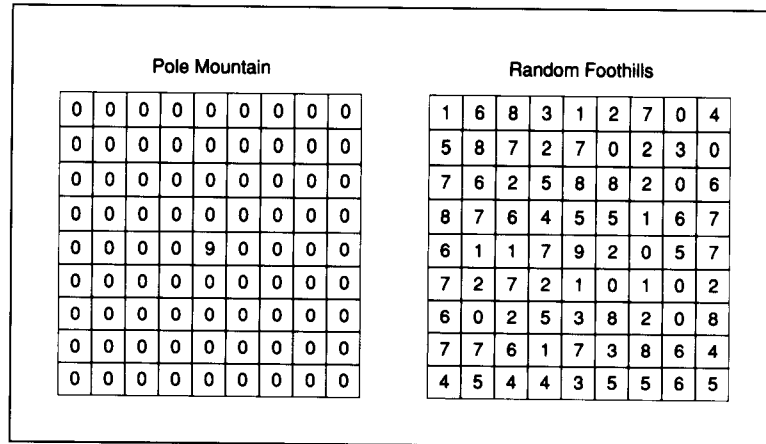 Pole Mountain
0 0 0 0 0 0 0 0 0
0 0 0 0 0 0 0 0 0
0 0 0 0 0 0 0 0 0
0 0 0 0 0 0 0 0 0
0 0 0 0 9 0 0 0 0
0 0 0 0 0 0 0 0 0
0 0 0 0 0 0 0 0 0
0 0 0 0 0 0 0 0 0
0 0 0 0 0 0 0 0 0
Random Foothills
1 6 8 3 1 2 7 0 4
5 8 7 2 7 0 2 3 0
7 6 2 5 8 8 2 0 6
8 7 6 4 5 5 1 6 7
6 1 1 7 9 2 0 5 7
7 2 7 2 1 0 1 0 2
6 0 2 5 3 8 2 0 8
7 7 6 1 7 3 8 6 4
4 5 4 4 3 5 5 6 5